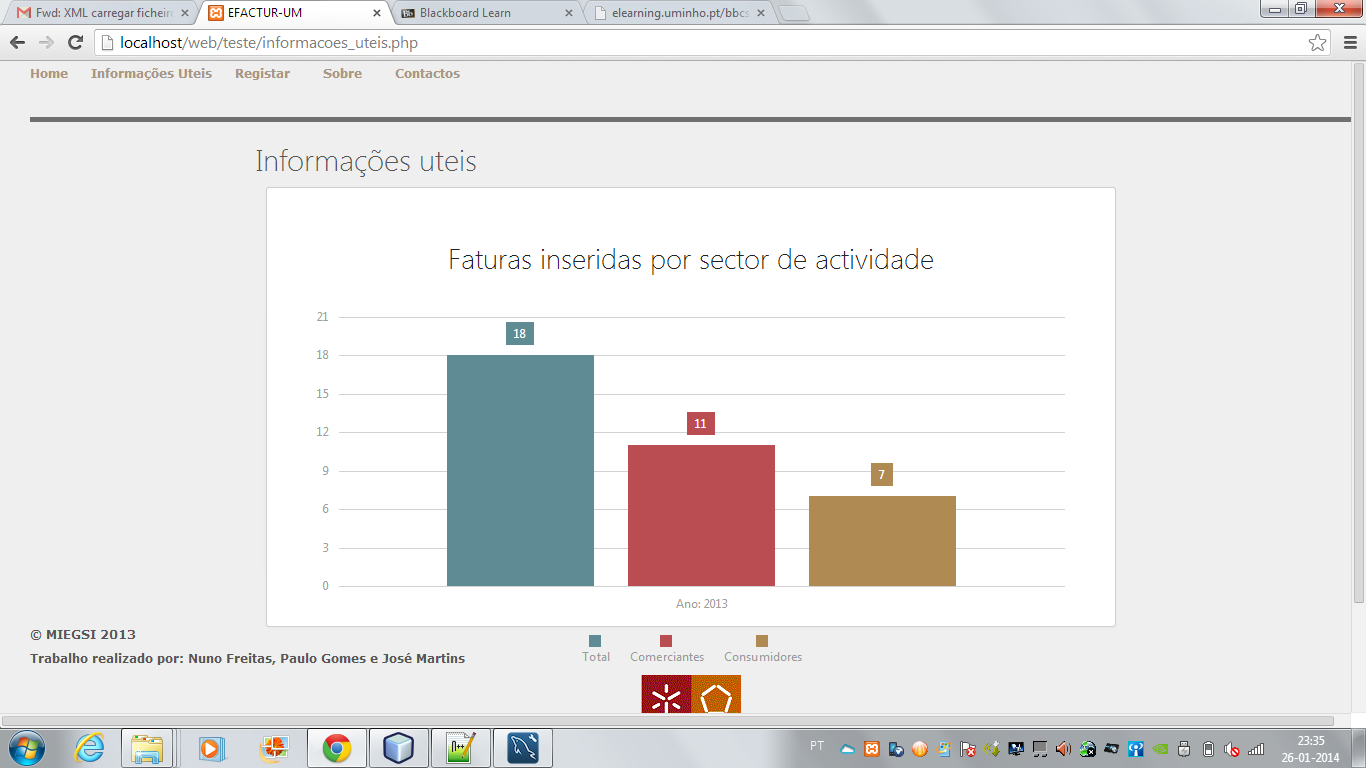 Fwd: XML carregar ficheir
EFACTUR-UM
Blackboard Learn
elearning.uminho.pt/bbcs
localhost/web/teste/informacoes_uteis.php
Home Informações Uteis Registar Sobre Contactos
Informações uteis
Faturas inseridas por sector de actividade
21
18
18
15
11
12
9
7
6
3
0
Ano: 2013
© MIEGSI 2013
Trabalho realizado por: Nuno Freitas, Paulo Gomes e José Martins
Total Comerciantes Consumidores
PT
23:35
26-01-2014